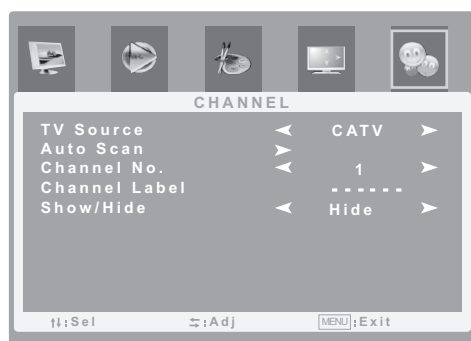 CHANNEL
TV Source CATV
Auto Scan
Channel No. 1
Channel Label ------
Show/Hide Hide
↑↓:Sel ⇆:Adj MENU:Exit